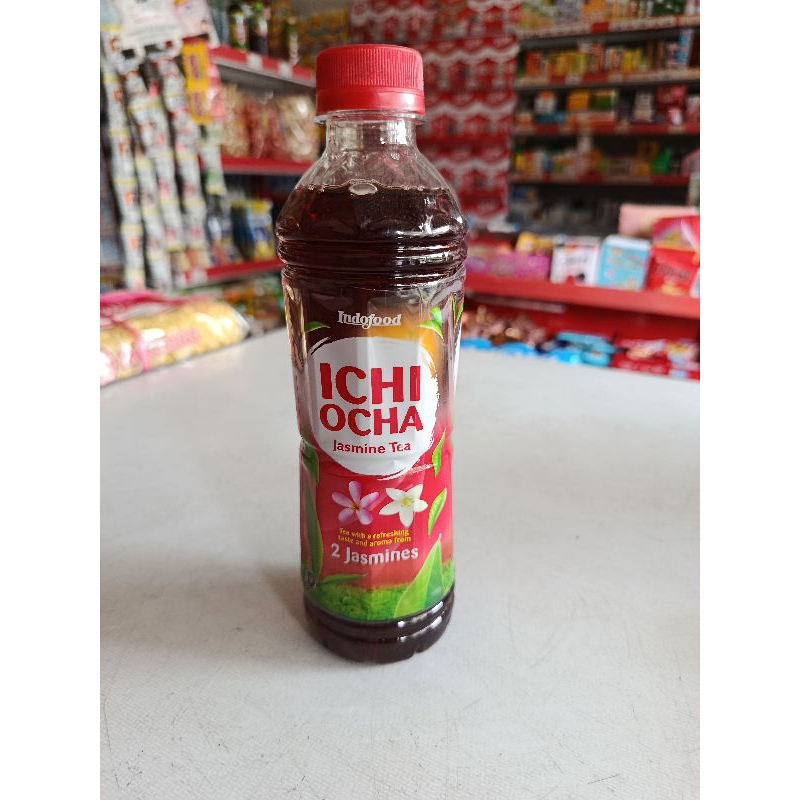 Indofood
ICHI
OCHA
Jasmine Tea
Tea with a refreshing
taste and aroma from
2 Jasmines